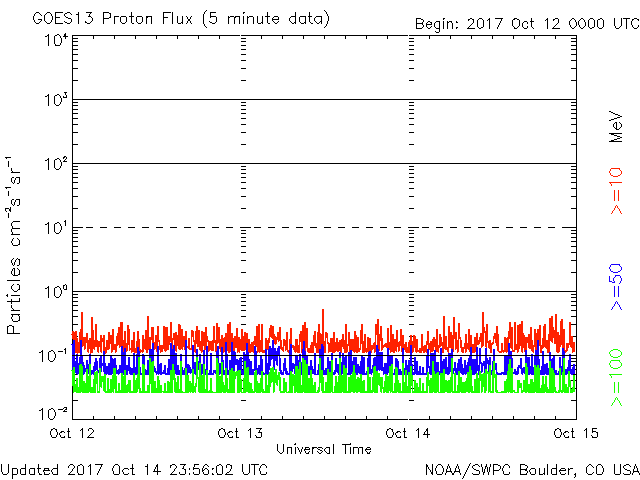 GOES13 Proton Flux (5 minute data)
Begin: 2017 Oct 12 0000 UTC
10⁴
10³
10²
10¹
10⁰
10⁻¹
10⁻²
Particles cm⁻²s⁻¹sr⁻¹
MeV
>=10
>=50
>=100
Oct 12
Oct 13
Oct 14
Oct 15
Universal Time
Updated 2017 Oct 14 23:56:02 UTC
NOAA/SWPC Boulder, CO USA